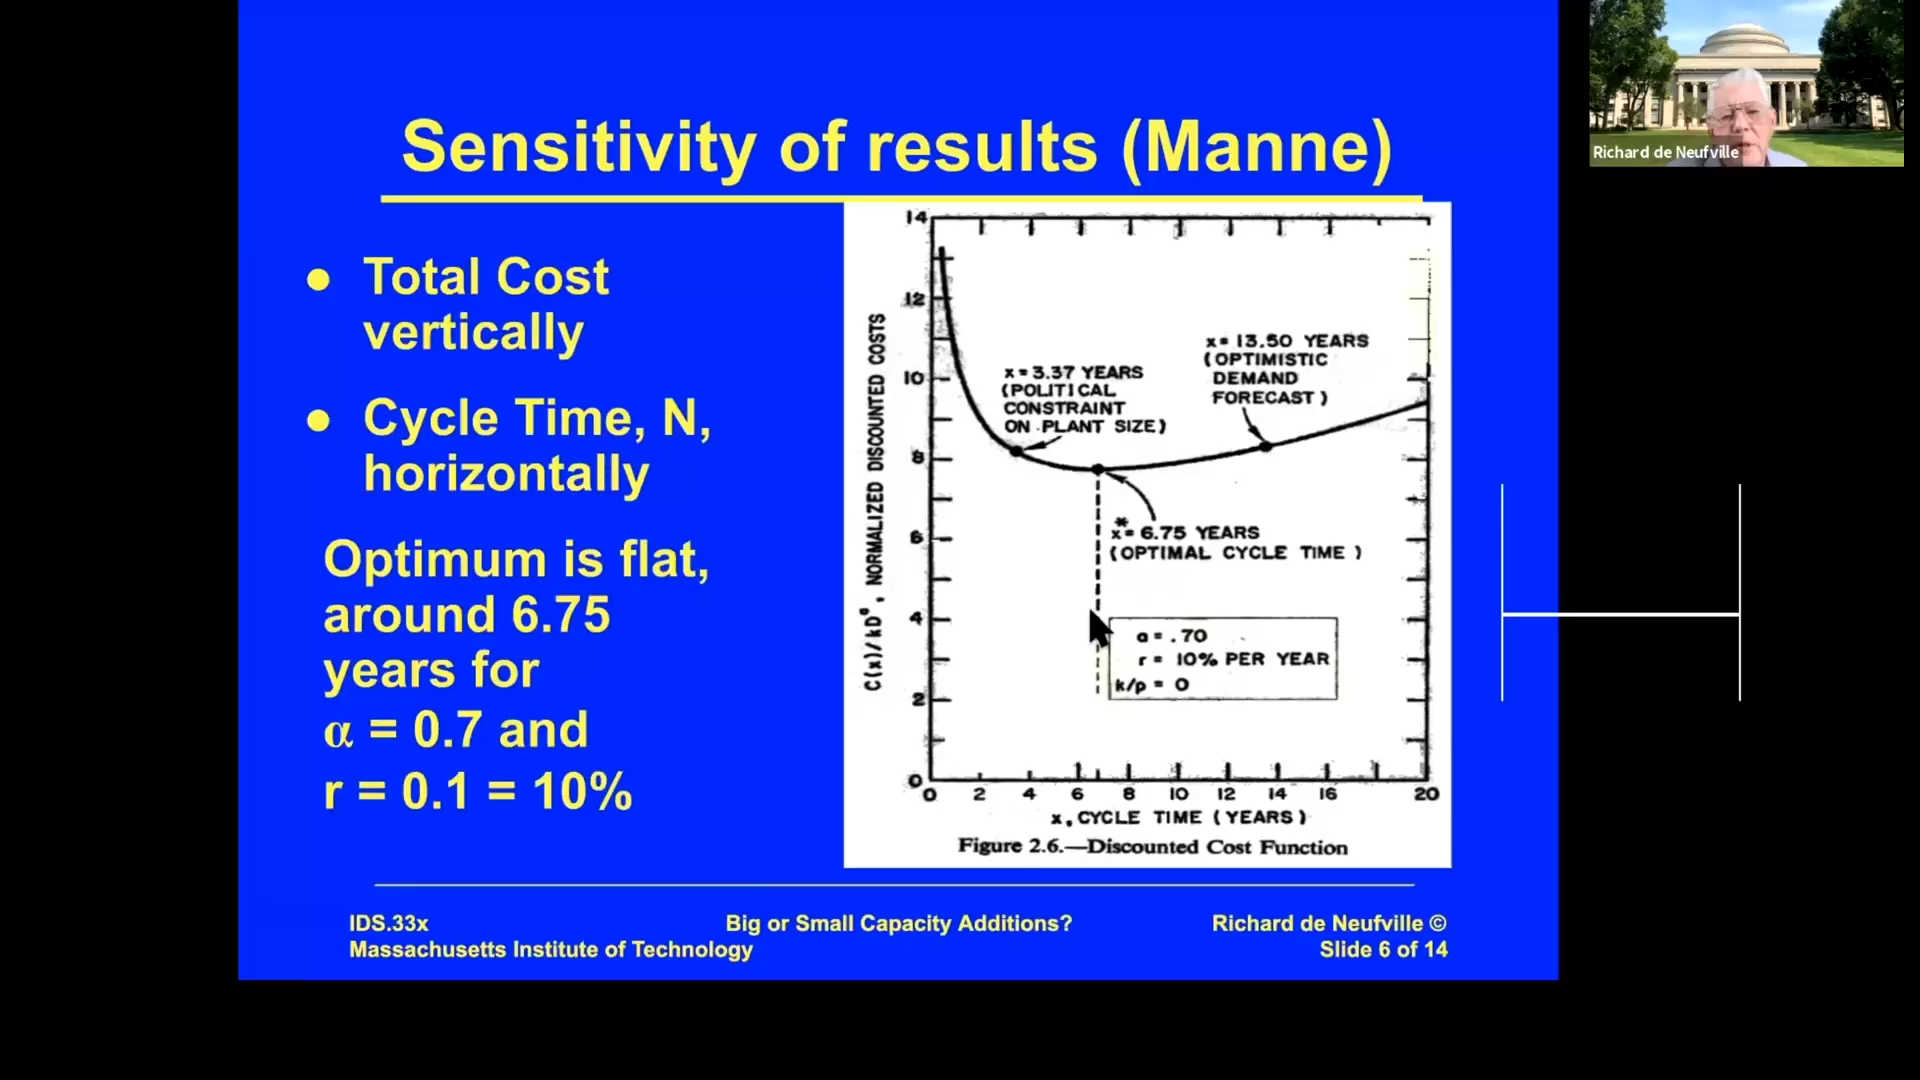 Sensitivity of results (Manne)
● Total Cost
vertically
● Cycle Time, N,
horizontally
Optimum is flat,
around 6.75
years for
α = 0.7 and
r = 0.1 = 10%
14
12
10
8
6
4
2
0
C(x)/kD°, NORMALIZED DISCOUNTED COSTS
x = 3.37 YEARS
(POLITICAL
CONSTRAINT
ON PLANT SIZE)
x = 13.50 YEARS
(OPTIMISTIC
DEMAND
FORECAST)
x* = 6.75 YEARS
(OPTIMAL CYCLE TIME)
a = .70
r = 10% PER YEAR
k/p = 0
0 2 4 6 8 10 12 14 16 20
x, CYCLE TIME (YEARS)
Figure 2.6.—Discounted Cost Function
IDS.33x
Massachusetts Institute of Technology
Big or Small Capacity Additions?
Richard de Neufville ©
Slide 6 of 14
Richard de Neufville